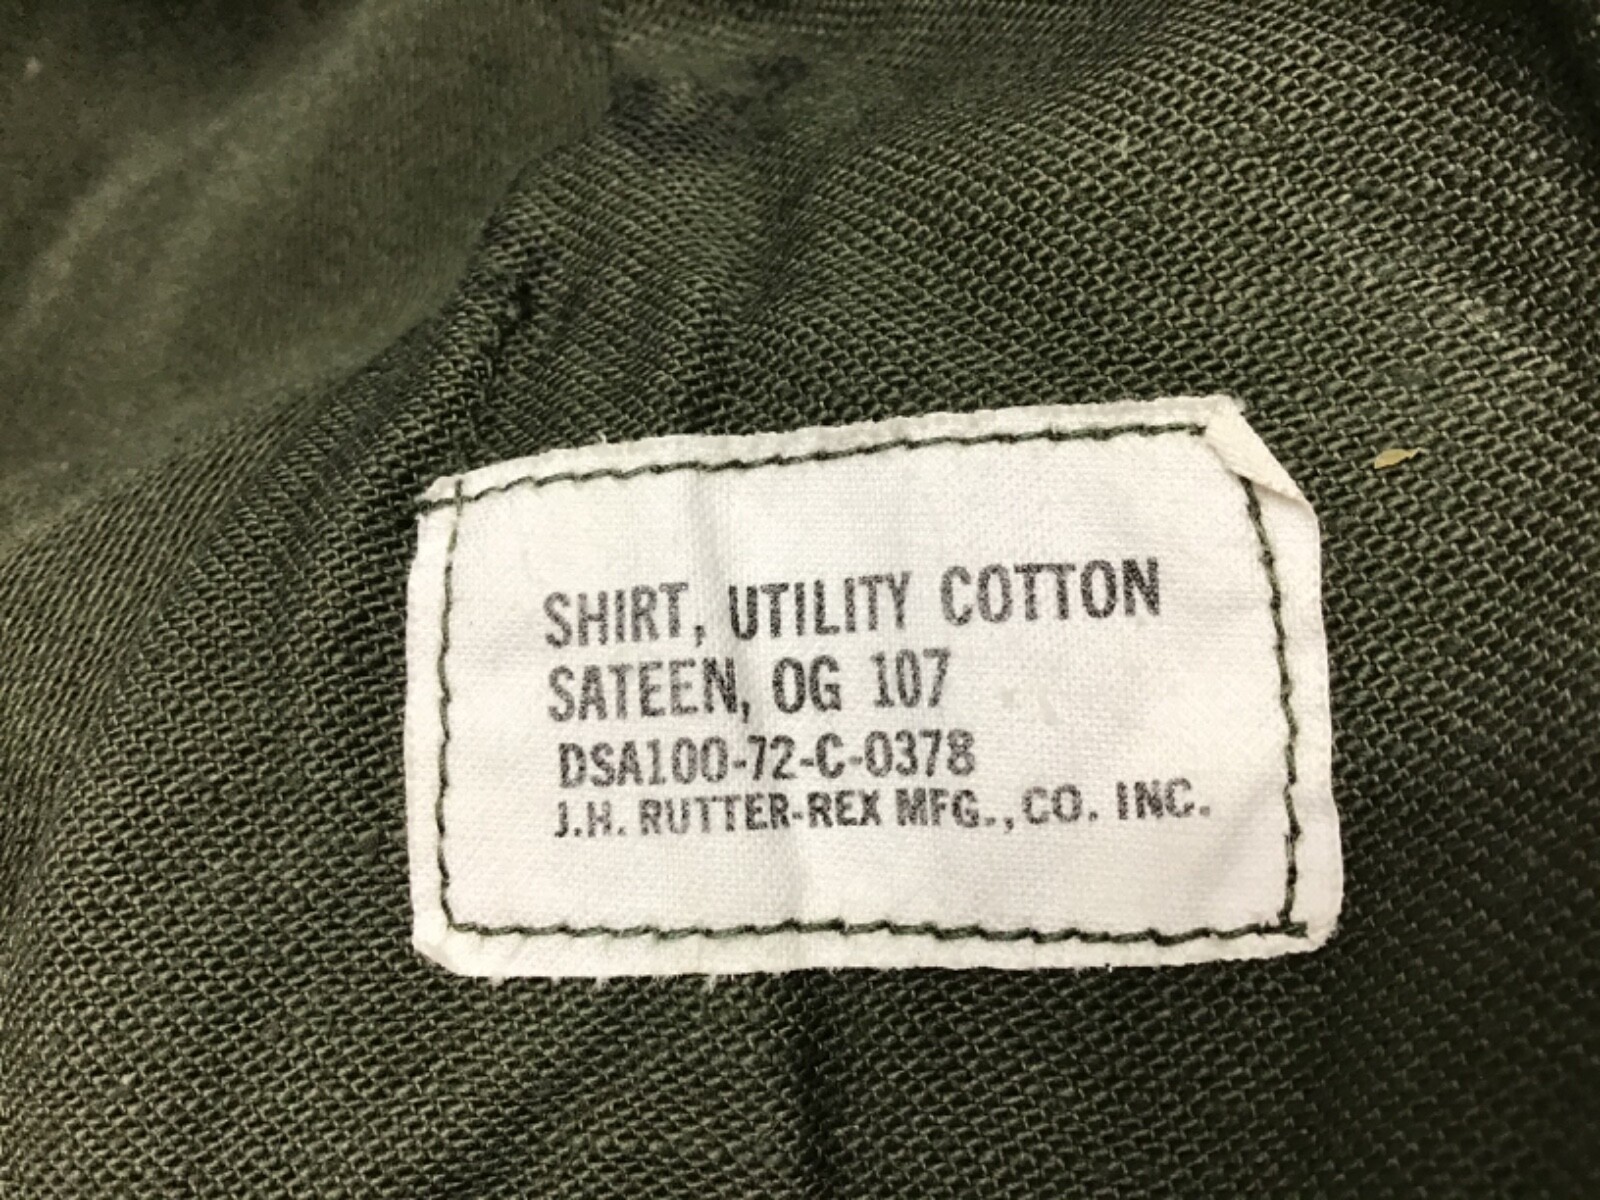 SHIRT, UTILITY COTTON
SATEEN, OG 107
DSA100-72-C-0378
J.H. RUTTER-REX MFG., CO. INC.